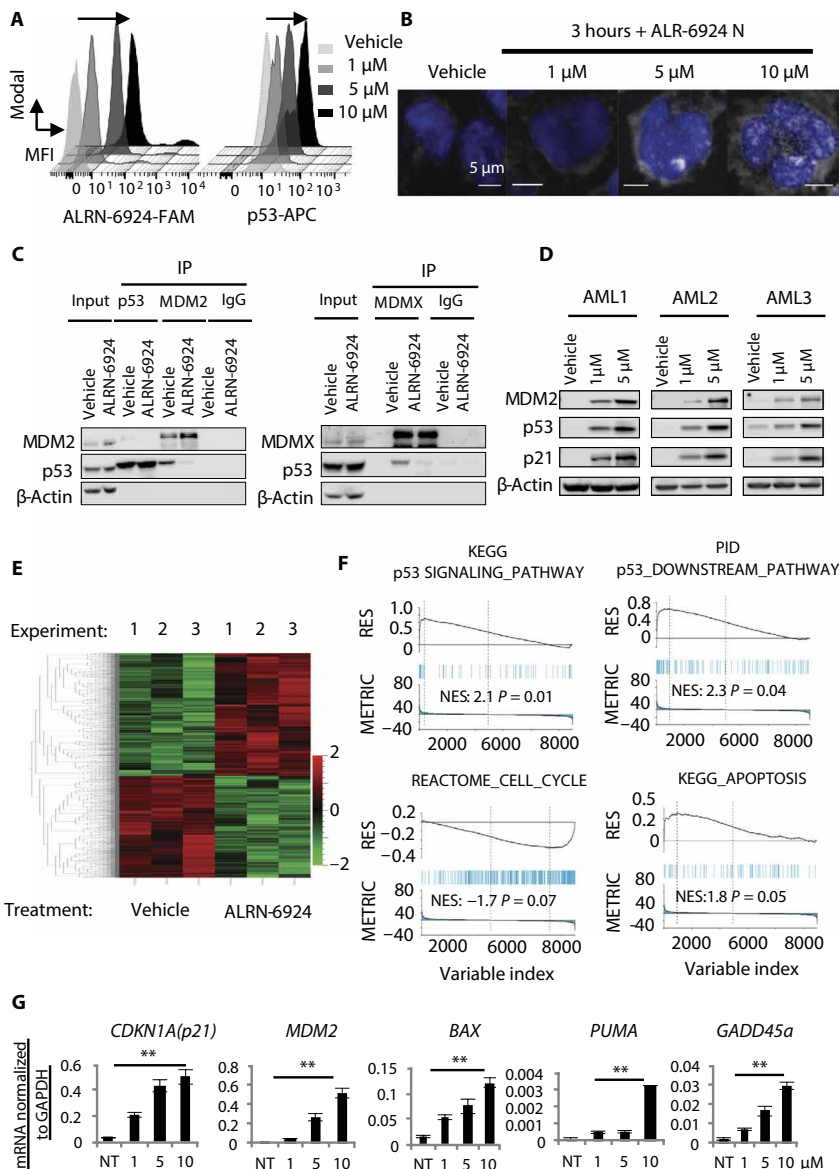 A
Modal
MFI
0 10¹ 10² 10³ 10⁴
ALRN-6924-FAM
0 10¹ 10² 10³
p53-APC
Vehicle
1 µM
5 µM
10 µM
B
3 hours + ALR-6924 N
Vehicle 1 µM 5 µM 10 µM
5 µm
C
IP
Input p53 MDM2 IgG
Vehicle ALRN-6924 Vehicle ALRN-6924 Vehicle ALRN-6924 Vehicle ALRN-6924
MDM2
p53
β-Actin
IP
Input MDMX IgG
Vehicle ALRN-6924 Vehicle ALRN-6924 Vehicle ALRN-6924
MDMX
p53
β-Actin
D
AML1 AML2 AML3
Vehicle 1 µM 5 µM Vehicle 1 µM 5 µM Vehicle 1 µM 5 µM
MDM2
p53
p21
β-Actin
E
Experiment: 1 2 3 1 2 3
2
0
−2
Treatment: Vehicle ALRN-6924
F
KEGG
p53 SIGNALING_PATHWAY
RES
1.0
0.5
0
METRIC
80
40
−40
NES: 2.1 P = 0.01
2000 5000 8000
PID
p53_DOWNSTREAM_PATHWAY
RES
0.8
0.4
0
METRIC
80
40
−40
NES: 2.3 P = 0.04
2000 5000 8000
REACTOME_CELL_CYCLE
RES
0.2
−0.2
−0.4
METRIC
80
40
−40
NES: −1.7 P = 0.07
2000 5000 8000
Variable index
KEGG_APOPTOSIS
RES
0.5
0.3
0
METRIC
80
40
−40
NES:1.8 P = 0.05
2000 5000 8000
Variable index
G
mRNA normalized
to GAPDH
CDKN1A(p21)
**
0.6
0.4
0.2
0
NT 1 5 10
MDM2
**
0.8
0.6
0.4
0.2
0
NT 1 5 10
BAX
**
0.15
0.1
0.05
0
NT 1 5 10
PUMA
**
0.004
0.003
0.002
0.001
0.000
NT 1 5 10
GADD45a
**
0.04
0.03
0.02
0.01
0
NT 1 5 10 µM